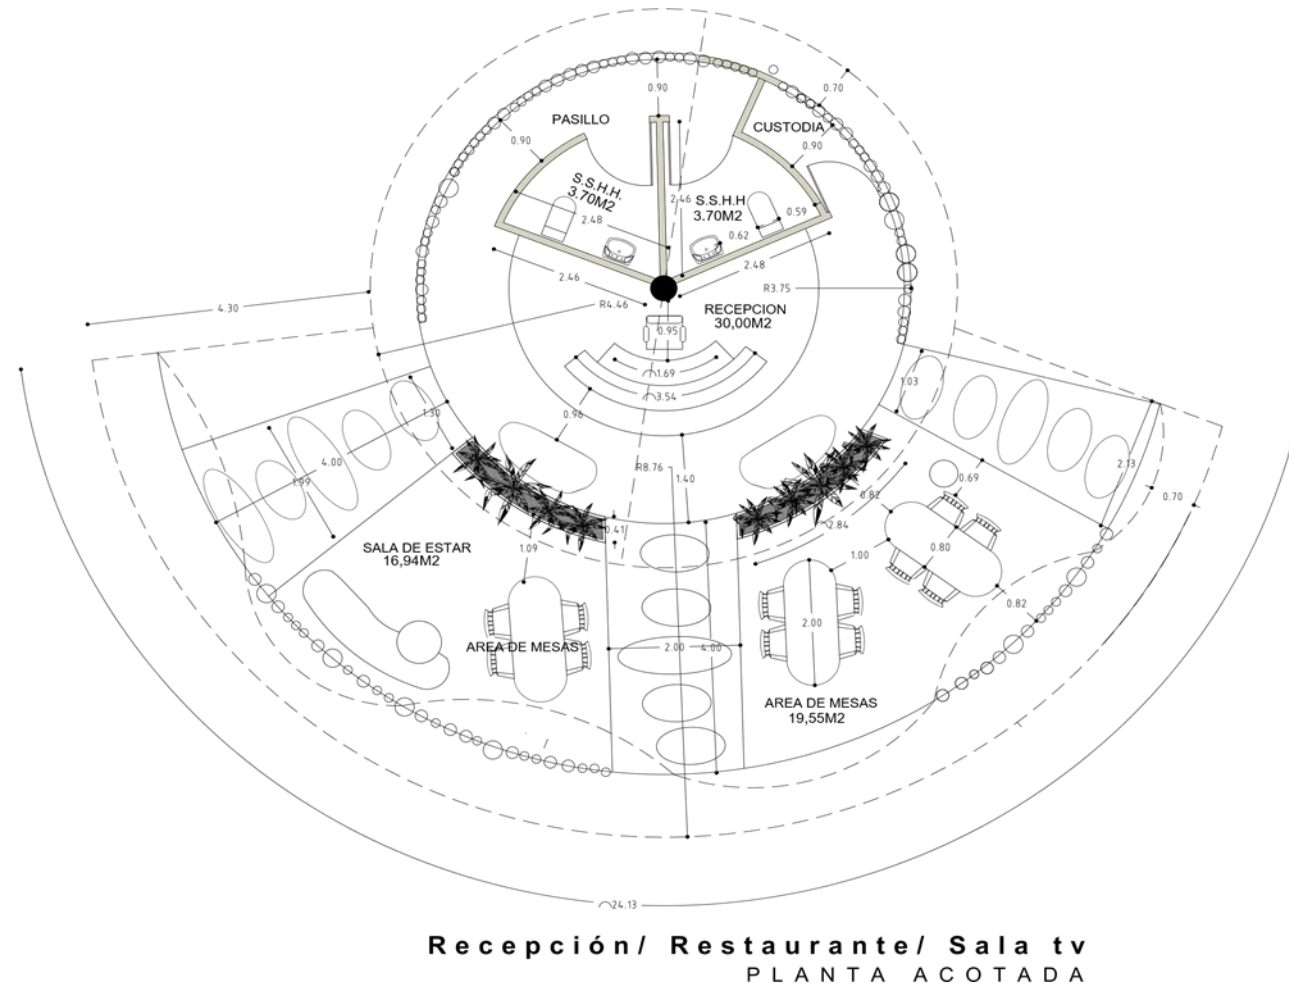 0.90
0.70
PASILLO
CUSTODIA
0.90
0.90
S.S.H.H.
3.70M2
2.46
S.S.H.H
3.70M2
0.59
2.48
0.62
2.46
2.48
R3.75
4.30
R4.46
RECEPCION
30,00M2
0.95
1.69
1.03
3.54
1.30
0.96
4.00
1.99
R8.76
1.40
2.13
0.69
0.70
0.82
2.84
0.41
SALA DE ESTAR
16,94M2
1.09
1.00
0.80
0.82
2.00
AREA DE MESAS
2.00
4.00
AREA DE MESAS
19,55M2
24.13
Recepción/ Restaurante/ Sala tv
PLANTA ACOTADA